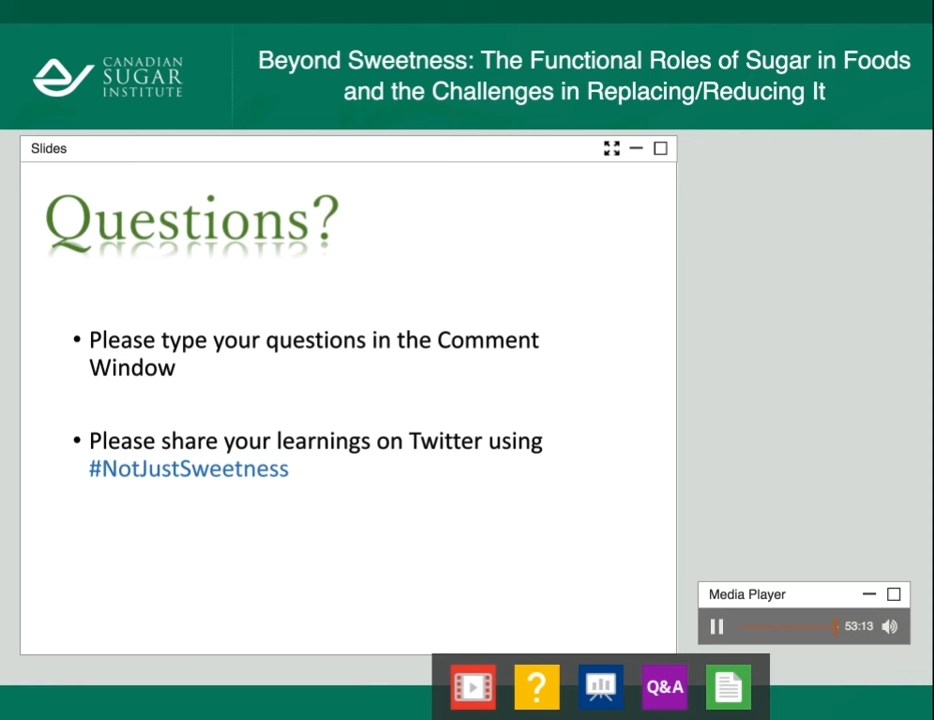 CANADIAN
SUGAR
INSTITUTE
Beyond Sweetness: The Functional Roles of Sugar in Foods
and the Challenges in Replacing/Reducing It
Slides
Questions?
• Please type your questions in the Comment
Window
• Please share your learnings on Twitter using
#NotJustSweetness
Media Player
53:13
?
Q&A